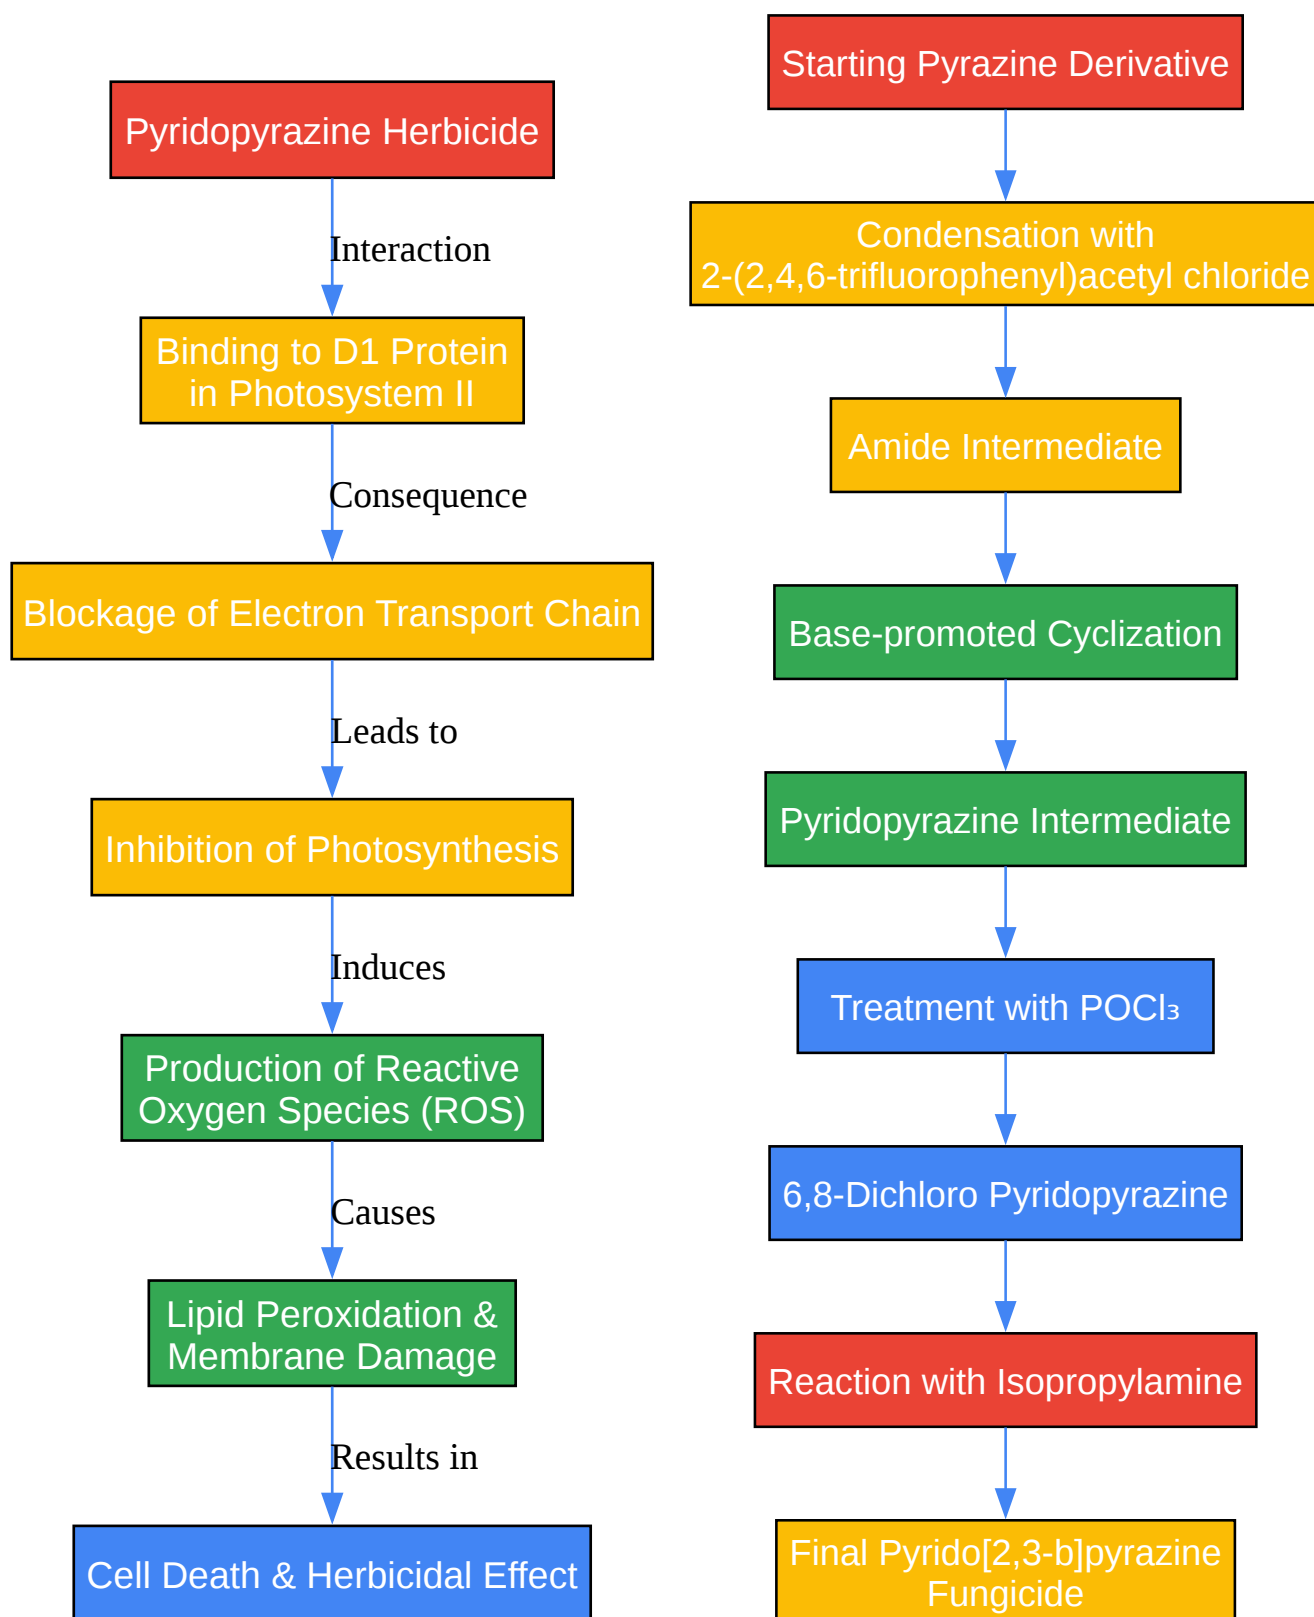 Pyridopyrazine Herbicide
Interaction
Binding to D1 Protein
in Photosystem II
Consequence
Blockage of Electron Transport Chain
Leads to
Inhibition of Photosynthesis
Induces
Production of Reactive
Oxygen Species (ROS)
Causes
Lipid Peroxidation &
Membrane Damage
Results in
Cell Death & Herbicidal Effect
Starting Pyrazine Derivative
Condensation with
2-(2,4,6-trifluorophenyl)acetyl chloride
Amide Intermediate
Base-promoted Cyclization
Pyridopyrazine Intermediate
Treatment with POCl₃
6,8-Dichloro Pyridopyrazine
Reaction with Isopropylamine
Final Pyrido[2,3-b]pyrazine
Fungicide